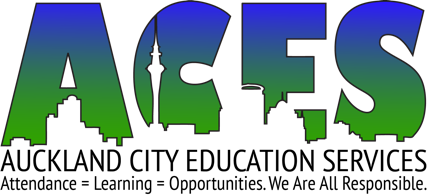 ACES
AUCKLAND CITY EDUCATION SERVICES
Attendance = Learning = Opportunities. We Are All Responsible.